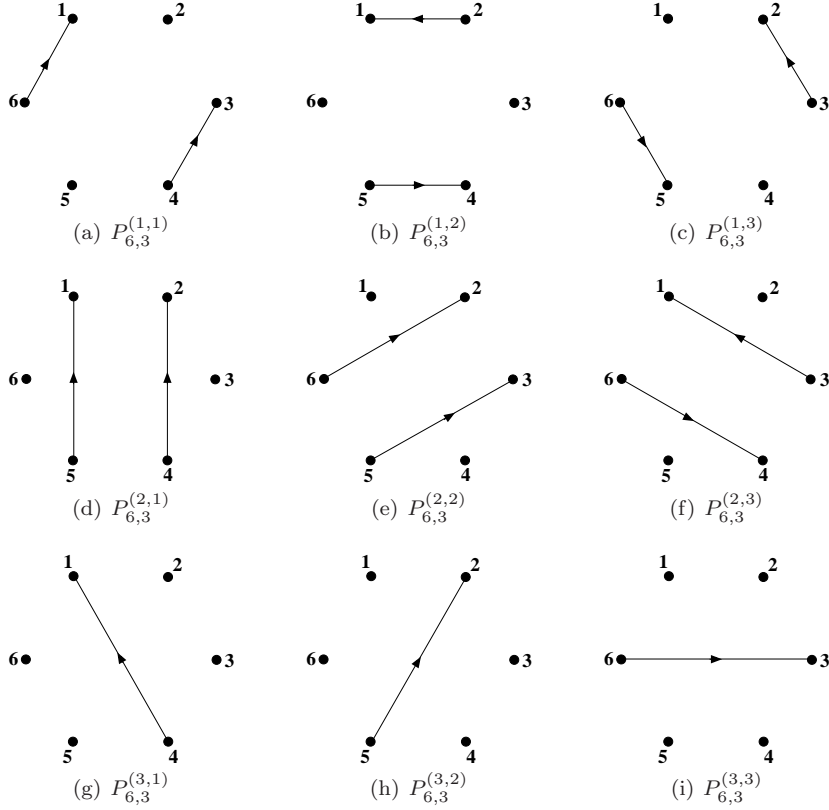 1 2 1 2 1 2
6 3 6 3 6 3
5 4 5 4 5 4
(a) P_{6,3}^{(1,1)} (b) P_{6,3}^{(1,2)} (c) P_{6,3}^{(1,3)}
1 2 1 2 1 2
6 3 6 3 6 3
5 4 5 4 5 4
(d) P_{6,3}^{(2,1)} (e) P_{6,3}^{(2,2)} (f) P_{6,3}^{(2,3)}
1 2 1 2 1 2
6 3 6 3 6 3
5 4 5 4 5 4
(g) P_{6,3}^{(3,1)} (h) P_{6,3}^{(3,2)} (i) P_{6,3}^{(3,3)}